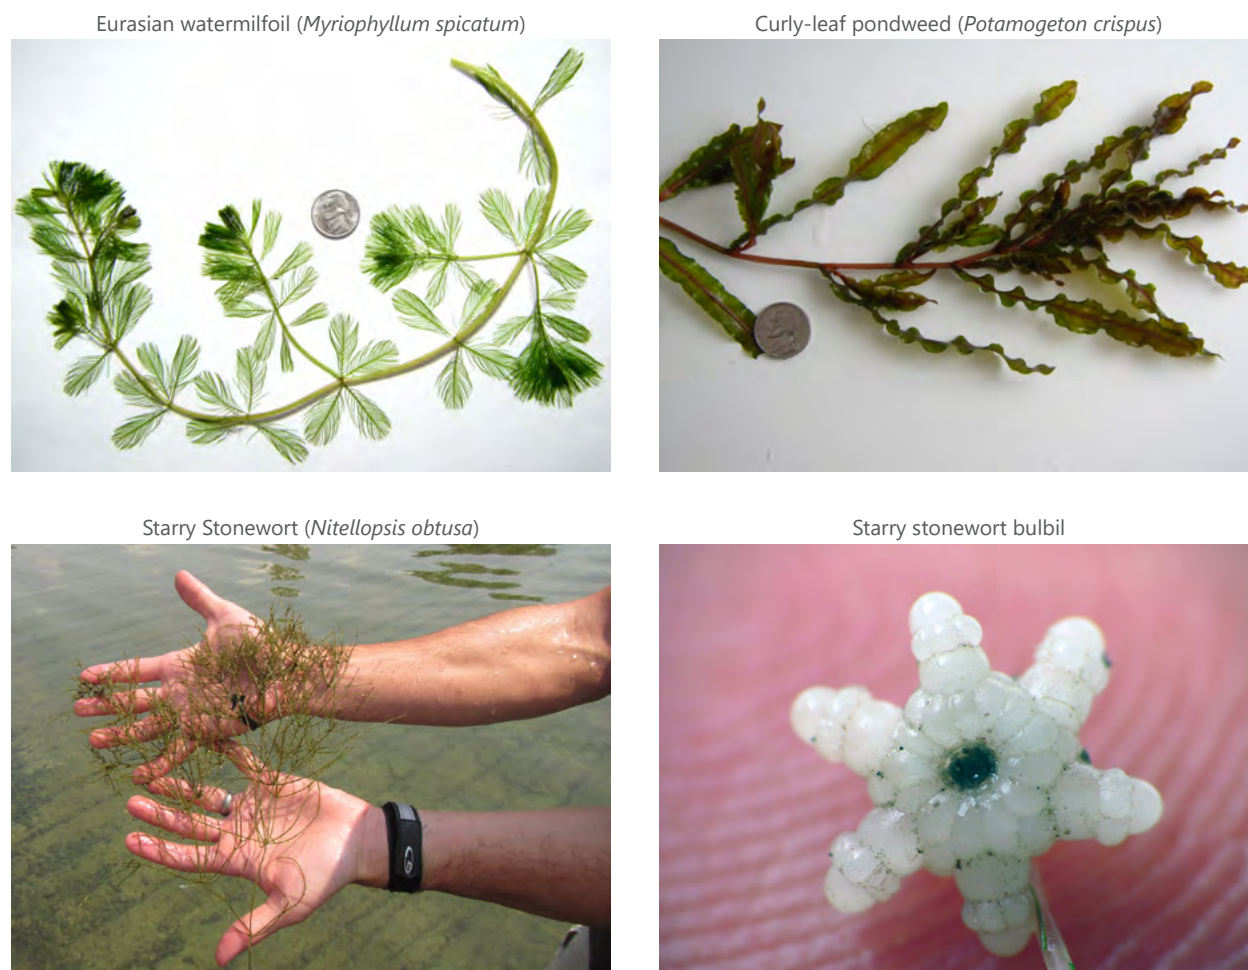 Eurasian watermilfoil (Myriophyllum spicatum)
Curly-leaf pondweed (Potamogeton crispus)
Starry Stonewort (Nitellopsis obtusa)
Starry stonewort bulbil